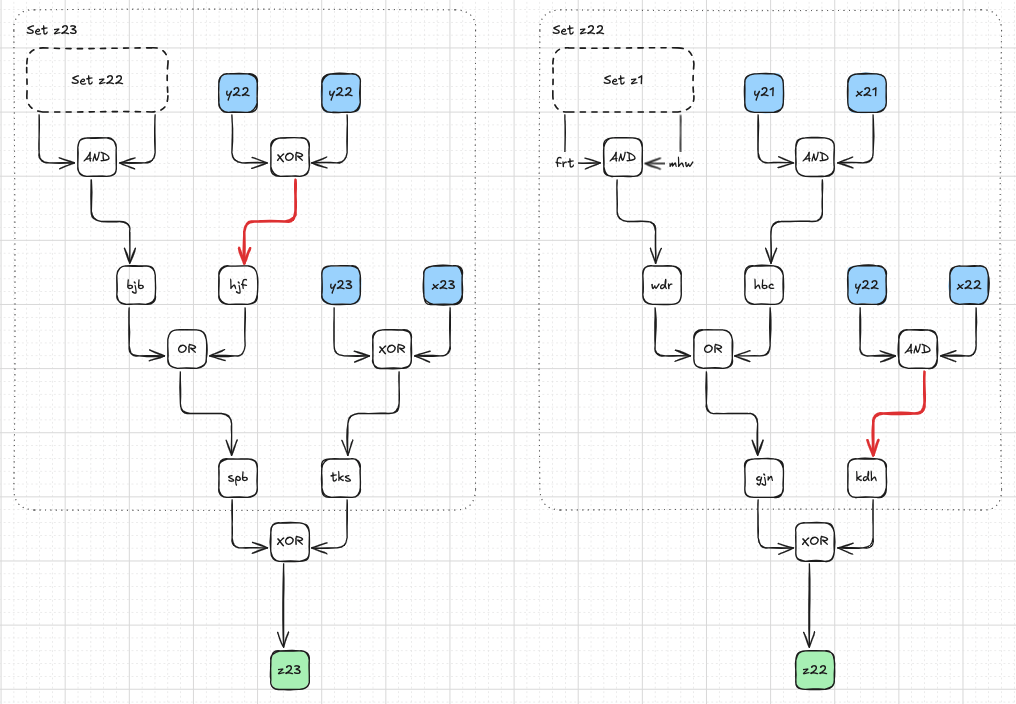 Set z23
Set z22
Set z22
Set z1
y22
y22
y21
x21
AND
XOR
frt
AND
mhw
AND
bjb
hjf
y23
x23
wdr
hbc
y22
x22
OR
XOR
OR
AND
spb
tks
gjn
kdh
XOR
XOR
z23
z22